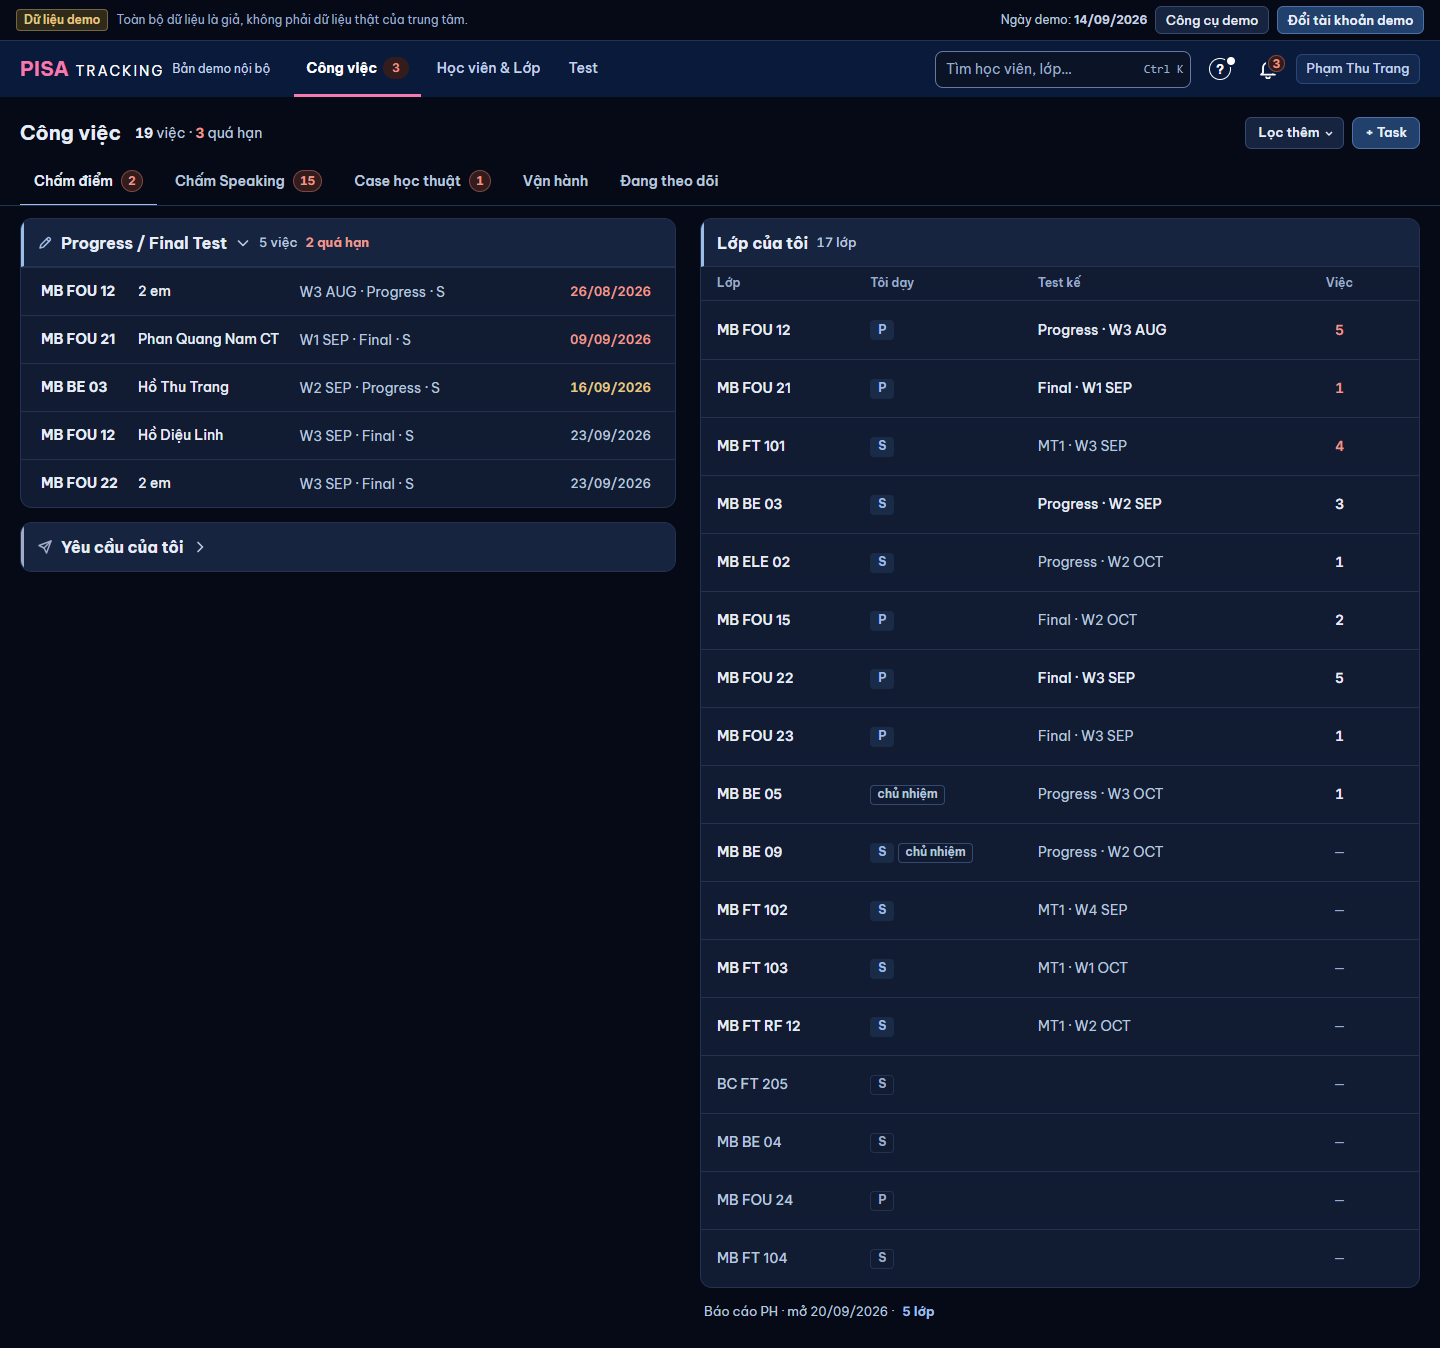 Dữ liệu demo Toàn bộ dữ liệu là giả, không phải dữ liệu thật của trung tâm. Ngày demo: 14/09/2026 Công cụ demo Đổi tài khoản demo
PISA TRACKING Bản demo nội bộ Công việc 3 Học viên & Lớp Test Tìm học viên, lớp... Ctrl K ? 3 Phạm Thu Trang
Công việc 19 việc · 3 quá hạn Lọc thêm + Task
Chấm điểm 2 Chấm Speaking 15 Case học thuật 1 Vận hành Đang theo dõi
Progress / Final Test 5 việc 2 quá hạn
MB FOU 12 2 em W3 AUG · Progress · S 26/08/2026
MB FOU 21 Phan Quang Nam CT W1 SEP · Final · S 09/09/2026
MB BE 03 Hồ Thu Trang W2 SEP · Progress · S 16/09/2026
MB FOU 12 Hồ Diệu Linh W3 SEP · Final · S 23/09/2026
MB FOU 22 2 em W3 SEP · Final · S 23/09/2026
Yêu cầu của tôi
Lớp của tôi 17 lớp
Lớp Tôi dạy Test kế Việc
MB FOU 12 P Progress · W3 AUG 5
MB FOU 21 P Final · W1 SEP 1
MB FT 101 S MT1 · W3 SEP 4
MB BE 03 S Progress · W2 SEP 3
MB ELE 02 S Progress · W2 OCT 1
MB FOU 15 P Final · W2 OCT 2
MB FOU 22 P Final · W3 SEP 5
MB FOU 23 P Final · W3 SEP 1
MB BE 05 chủ nhiệm Progress · W3 OCT 1
MB BE 09 S chủ nhiệm Progress · W2 OCT —
MB FT 102 S MT1 · W4 SEP —
MB FT 103 S MT1 · W1 OCT —
MB FT RF 12 S MT1 · W2 OCT —
BC FT 205 S —
MB BE 04 S —
MB FOU 24 P —
MB FT 104 S —
Báo cáo PH · mở 20/09/2026 · 5 lớp